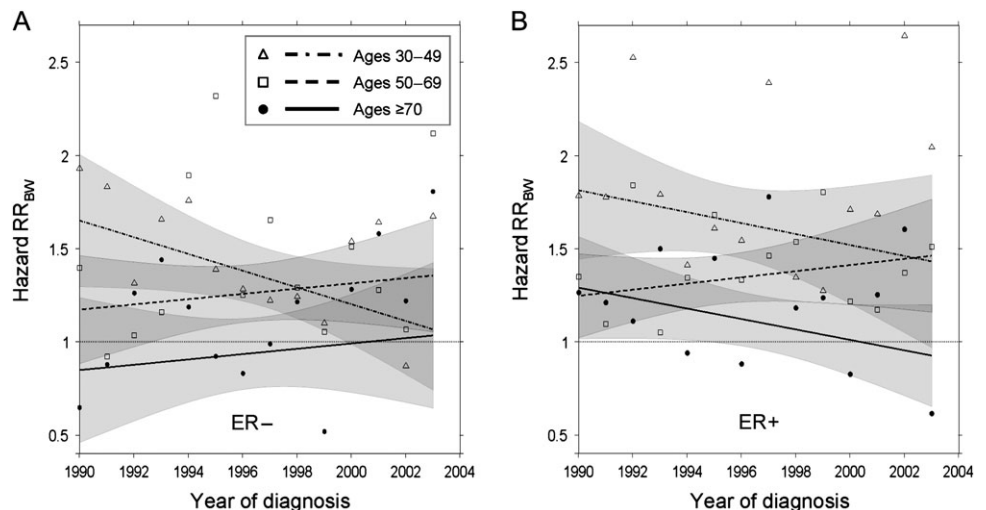 A
Hazard RR_BW
2.5
2
1.5
1
0.5
Ages 30–49
Ages 50–69
Ages ≥70
ER–
1990 1992 1994 1996 1998 2000 2002 2004
Year of diagnosis
B
Hazard RR_BW
2.5
2
1.5
1
0.5
ER+
1990 1992 1994 1996 1998 2000 2002 2004
Year of diagnosis